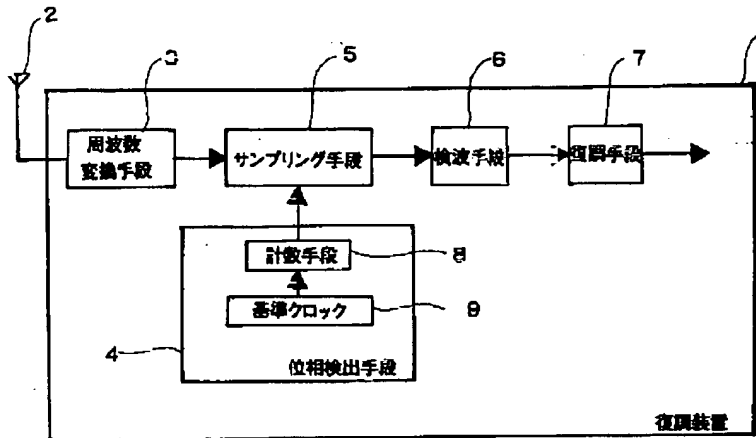 2
3
5
6
7
周波数
変換手段
サンプリング手段
検波手段
復調手段
計数手段
8
基準クロック
9
4
位相検出手段
復調装置